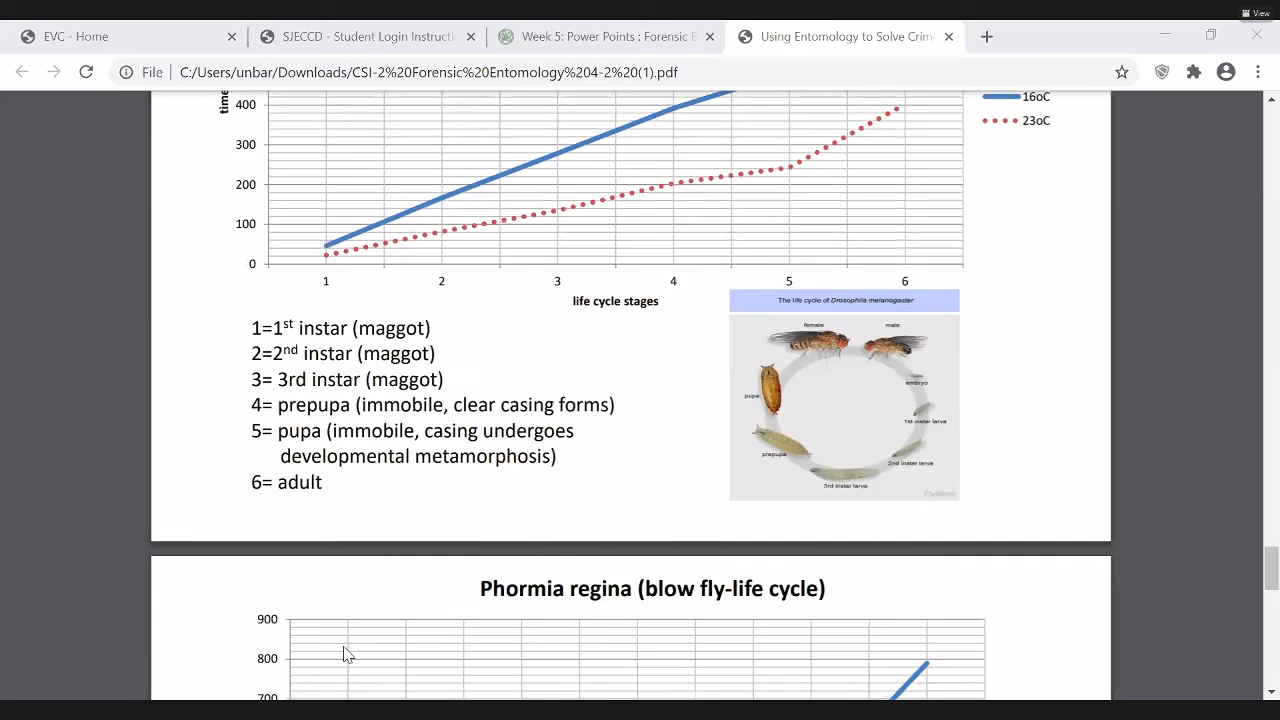 View
EVC - Home
SJECCD - Student Login Instructi
Week 5: Power Points : Forensic
Using Entomology to Solve Crim
File
C:/Users/unbar/Downloads/CSI-2%20Forensic%20Entomology%204-2%20(1).pdf
time
400
300
200
100
0
16oC
23oC
1 2 3 4 5 6
life cycle stages
1=1st instar (maggot)
2=2nd instar (maggot)
3= 3rd instar (maggot)
4= prepupa (immobile, clear casing forms)
5= pupa (immobile, casing undergoes
developmental metamorphosis)
6= adult
The life cycle of Drosophila melanogaster
female
male
embryo
1st instar larva
2nd instar larva
3rd instar larva
prepupa
pupa
Phormia regina (blow fly-life cycle)
900
800
700